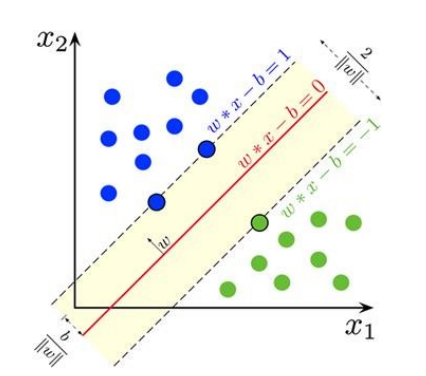 x₂
w * x − b = 1
w * x − b = 0
w * x − b = −1
2/‖w‖
w
b/‖w‖
x₁